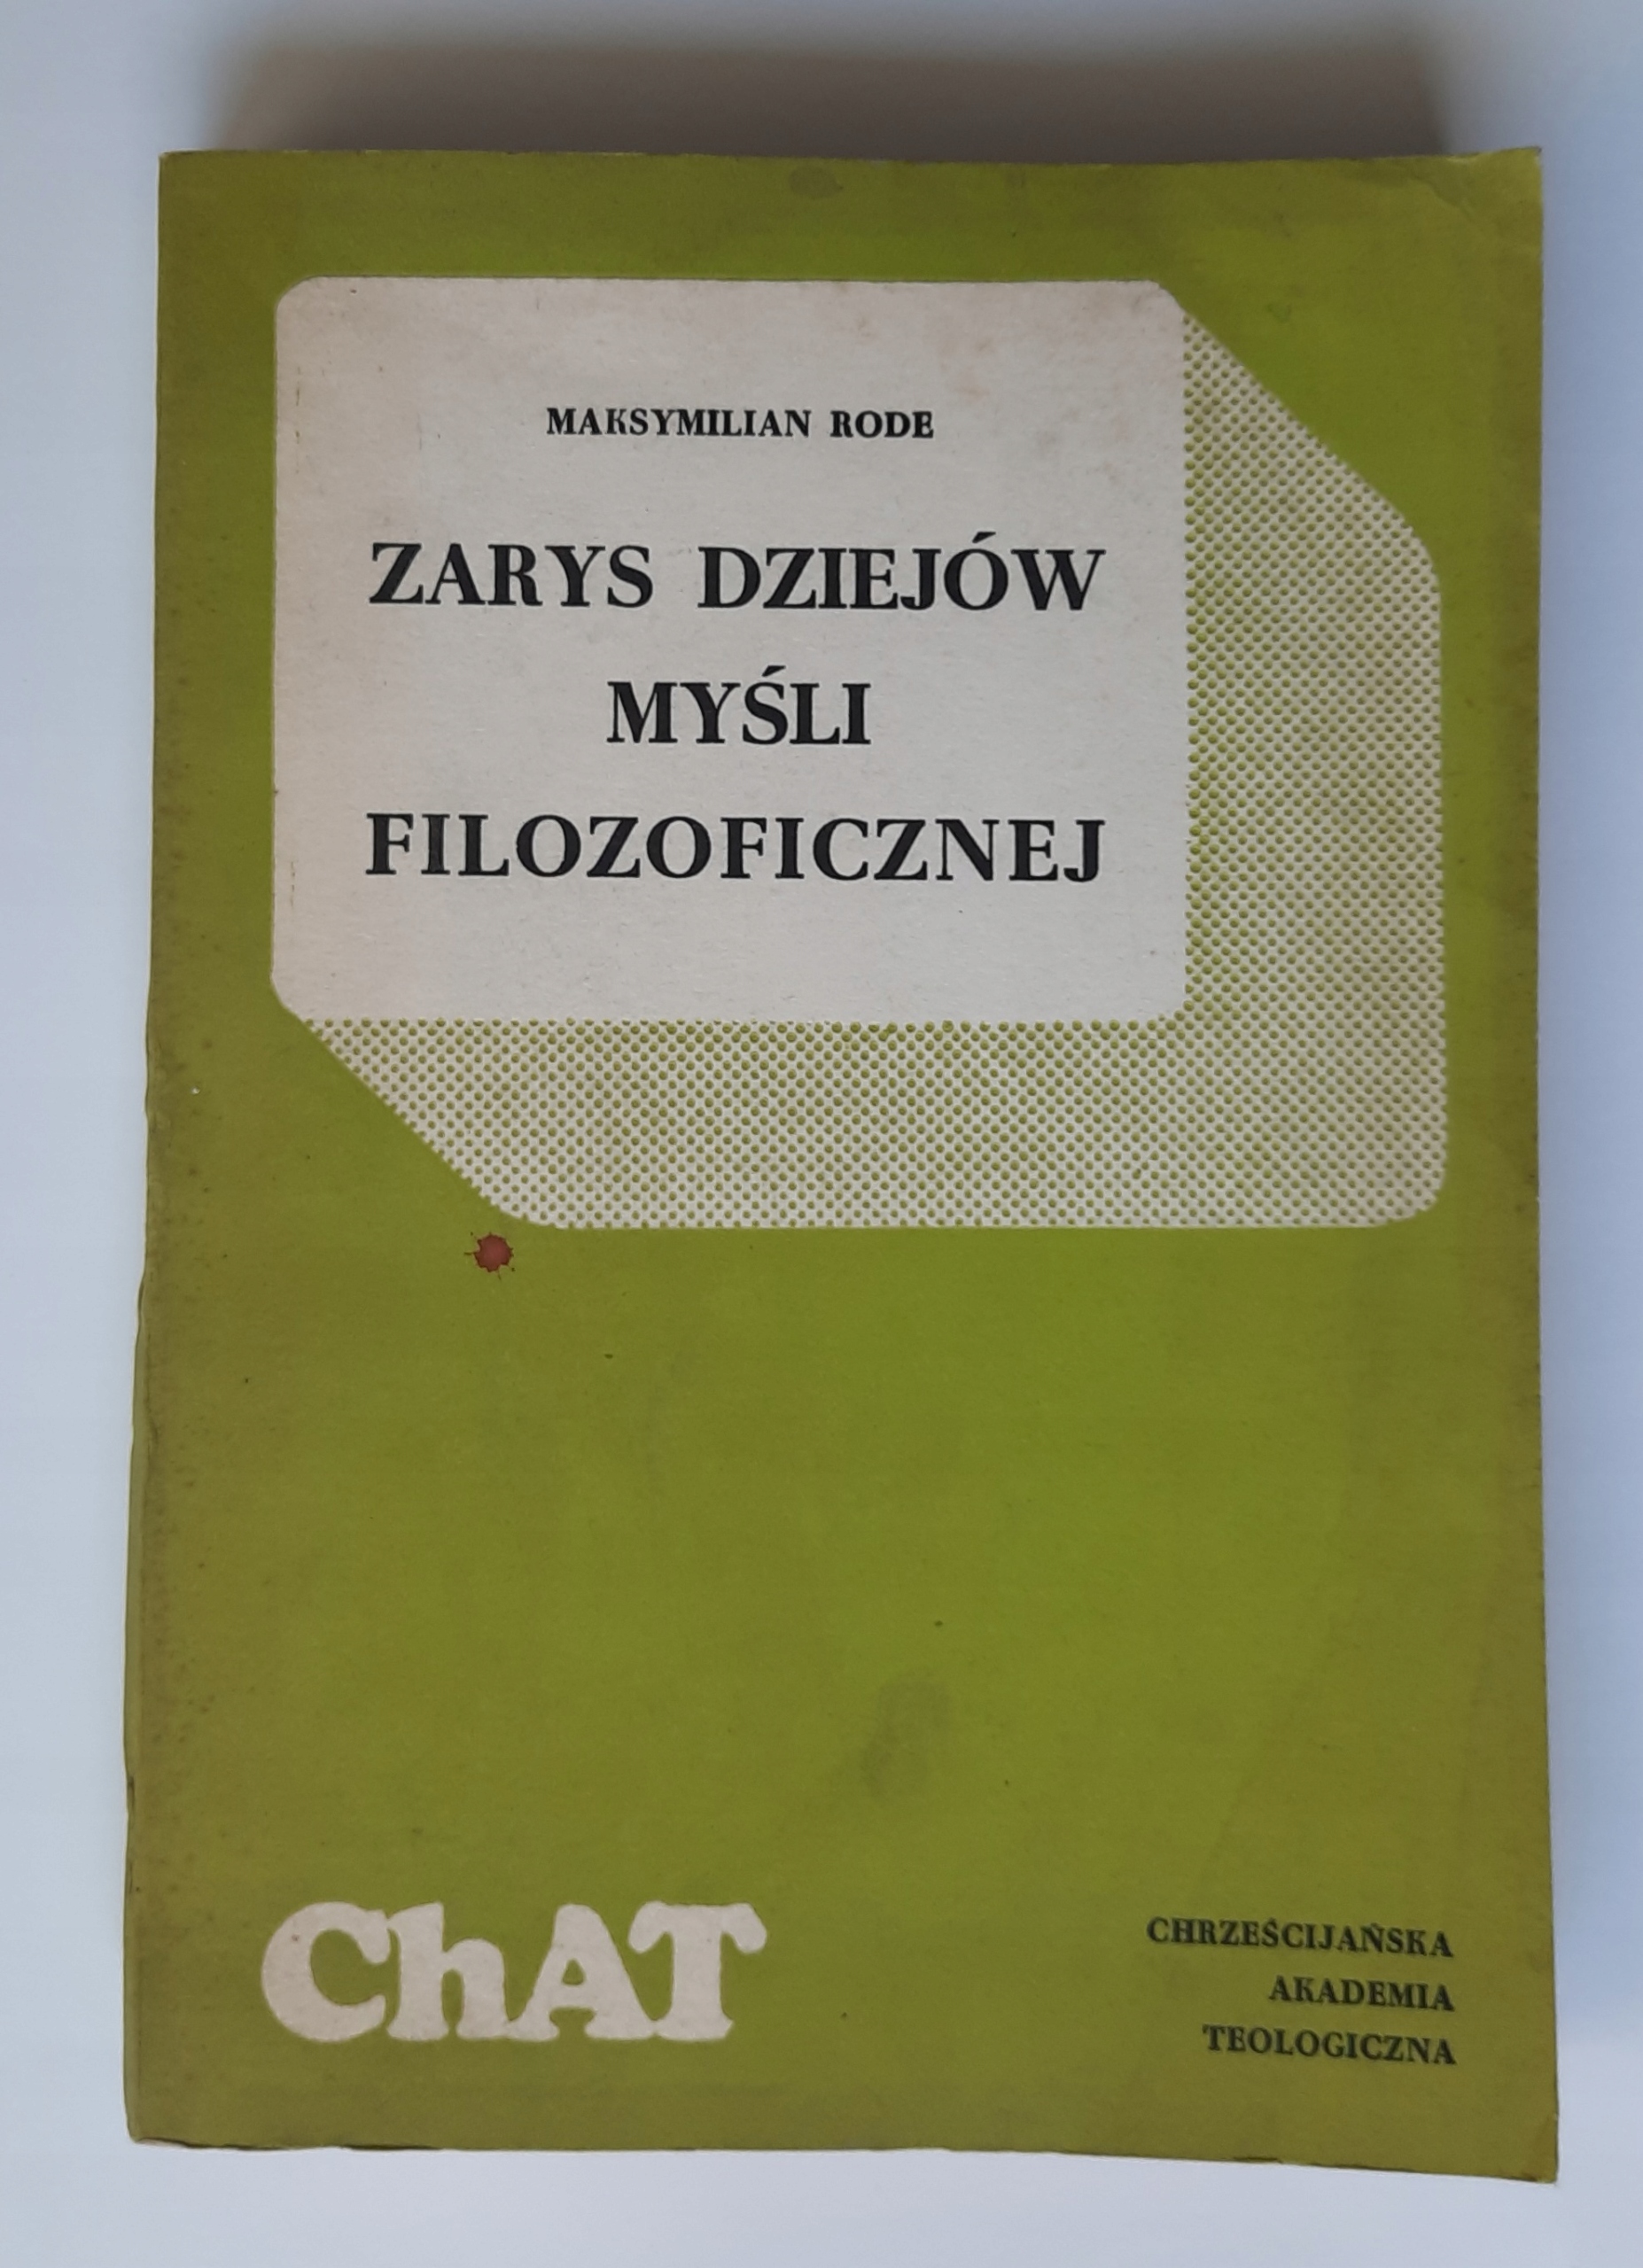 MAKSYMILIAN RODE
ZARYS DZIEJÓW
MYŚLI
FILOZOFICZNEJ
ChAT
CHRZEŚCIJAŃSKA
AKADEMIA
TEOLOGICZNA